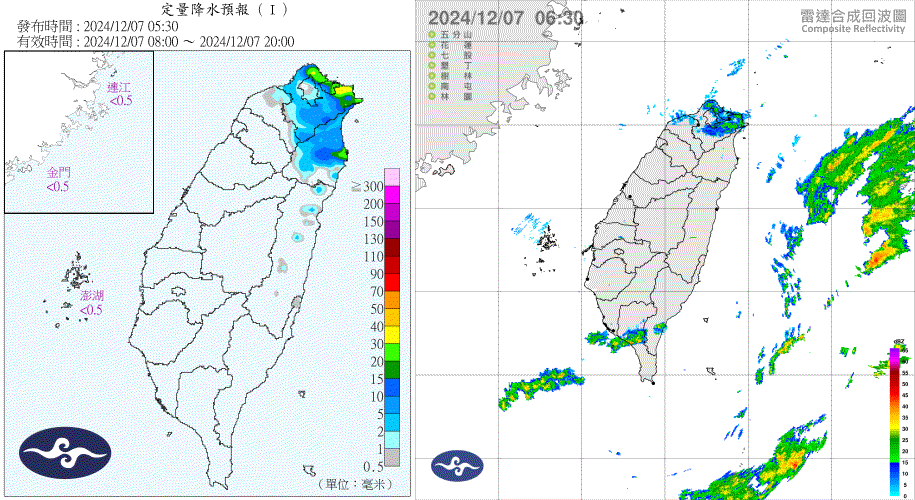 定量降水預報 ( I )
發布時間 : 2024/12/07 05:30
有效時間 : 2024/12/07 08:00 ～ 2024/12/07 20:00
連江
<0.5
金門
<0.5
澎湖
<0.5
≥ 300
200
150
130
110
90
70
50
40
30
20
15
10
5
2
1
0.5
(單位：毫米)
2024/12/07 06:30
五分山
花蓮
七股
墾丁
樹林
南屯
林園
雷達合成回波圖
Composite Reflectivity
dBZ
65
60
55
50
45
40
35
30
25
20
15
10
5
0